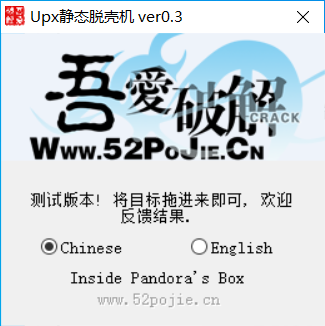 Upx静态脱壳机 ver0.3
吾愛破解
CRACK
WWW.52POJIE.CN
测试版本! 将目标拖进来即可, 欢迎
反馈结果.
Chinese English
Inside Pandora's Box
www.52pojie.cn